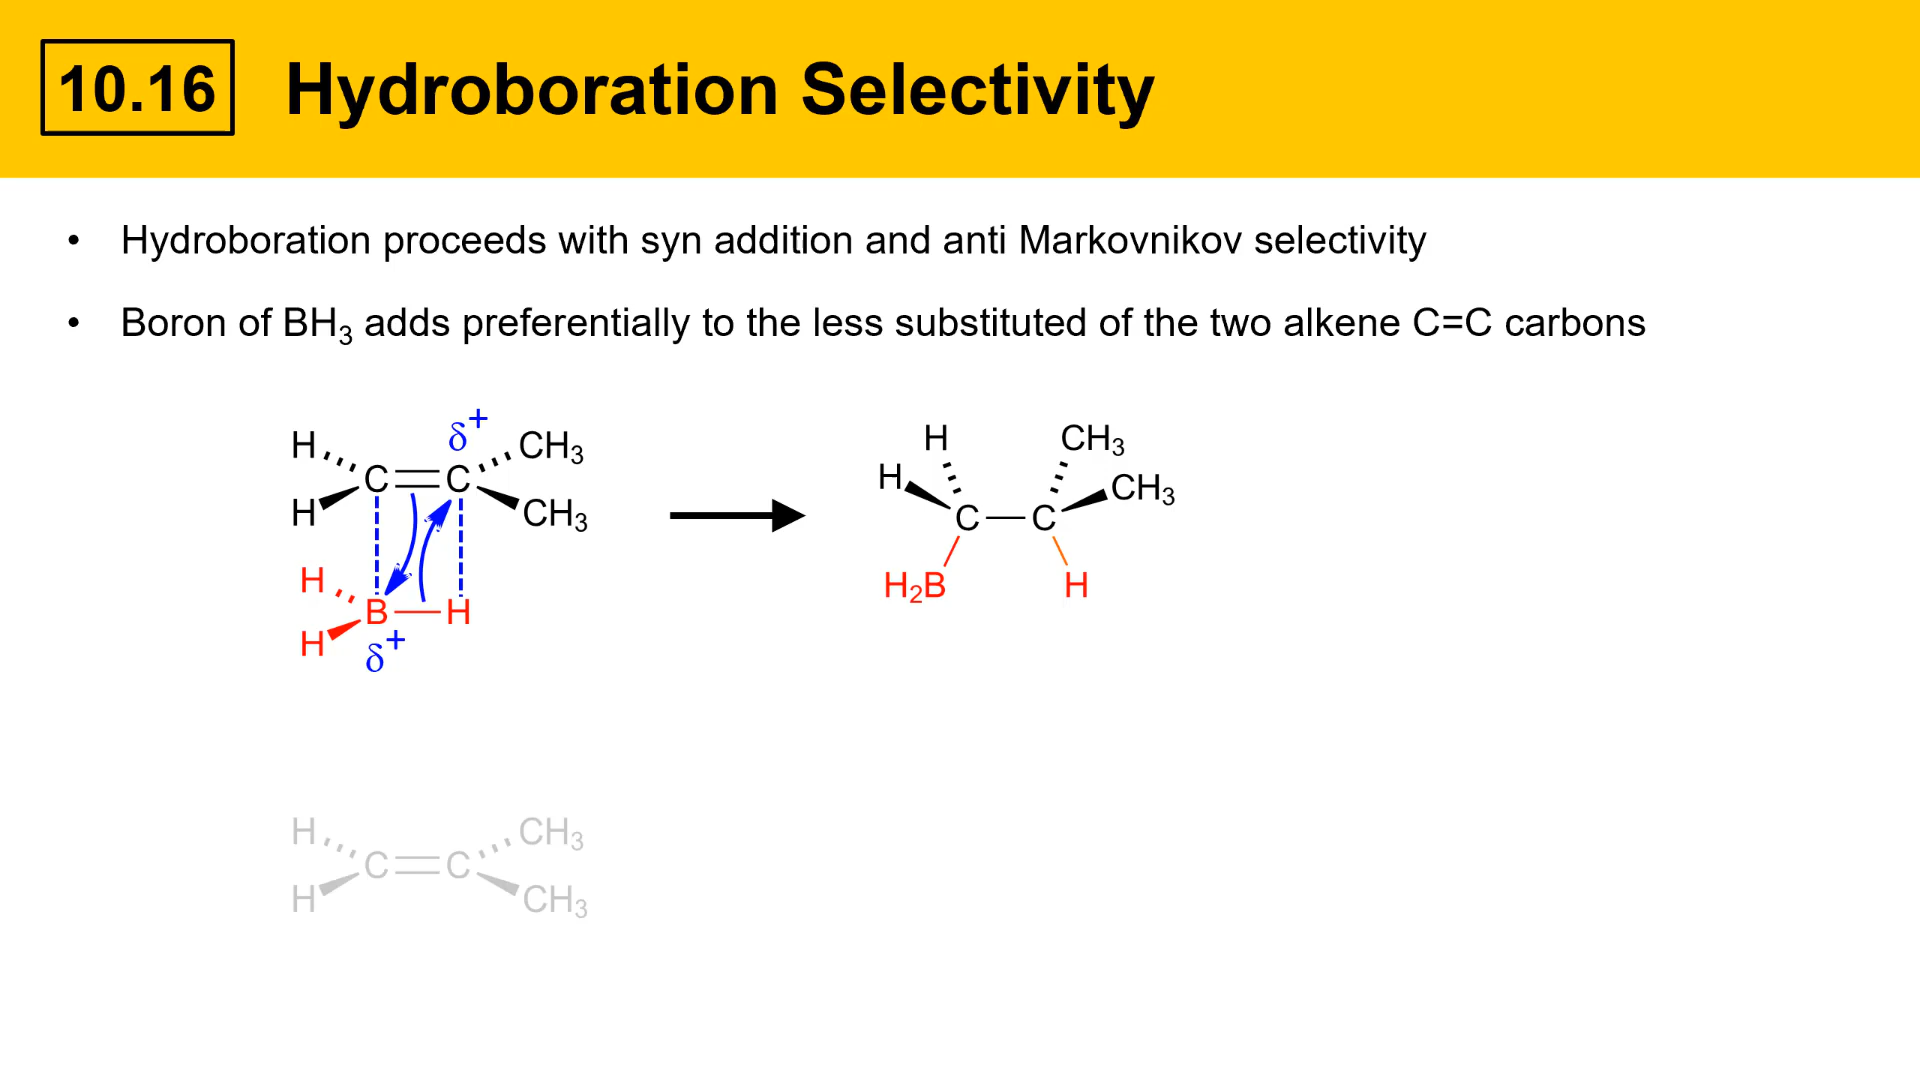 10.16 Hydroboration Selectivity
• Hydroboration proceeds with syn addition and anti Markovnikov selectivity
• Boron of BH₃ adds preferentially to the less substituted of the two alkene C=C carbons
δ⁺
H CH₃
C C
H CH₃
H
B H
H
δ⁺
H CH₃
H CH₃
C C
H₂B H
H CH₃
C C
H CH₃